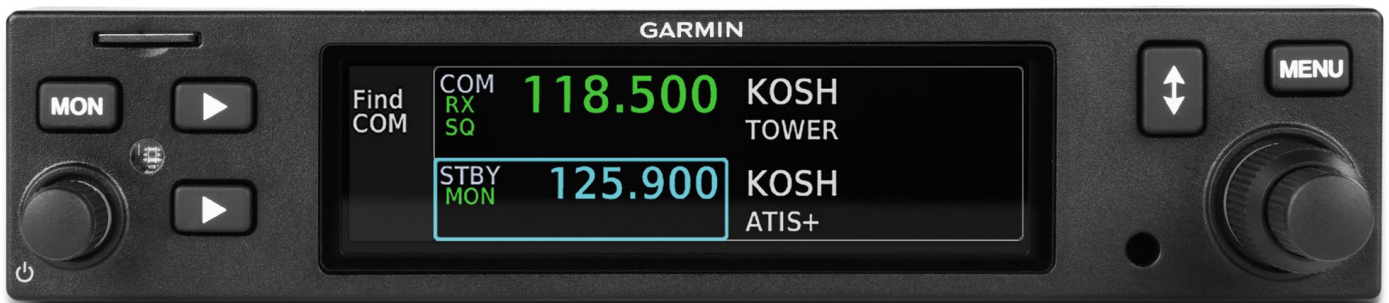 GARMIN
MON
MENU
Find
COM
COM
RX
SQ
118.500
KOSH
TOWER
STBY
MON
125.900
KOSH
ATIS+